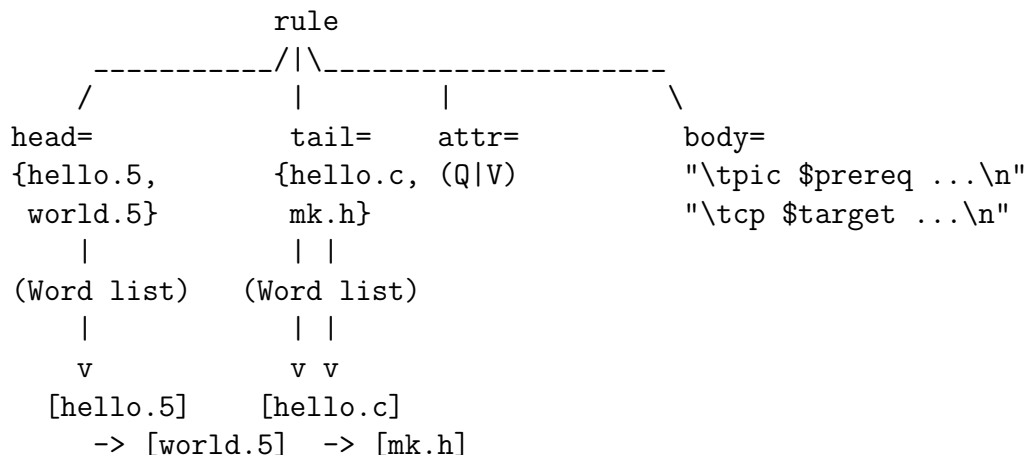 rule
      ___________/|\_____________________
     /             |        |              \
head=            tail=    attr=            body=
{hello.5,       {hello.c, (Q|V)           "\tpic $prereq ...\n"
 world.5}        mk.h}                    "\tcp $target ...\n"
     |             | |
(Word list)   (Word list)
     |             | |
     v             v v
  [hello.5]     [hello.c]
     -> [world.5]  -> [mk.h]